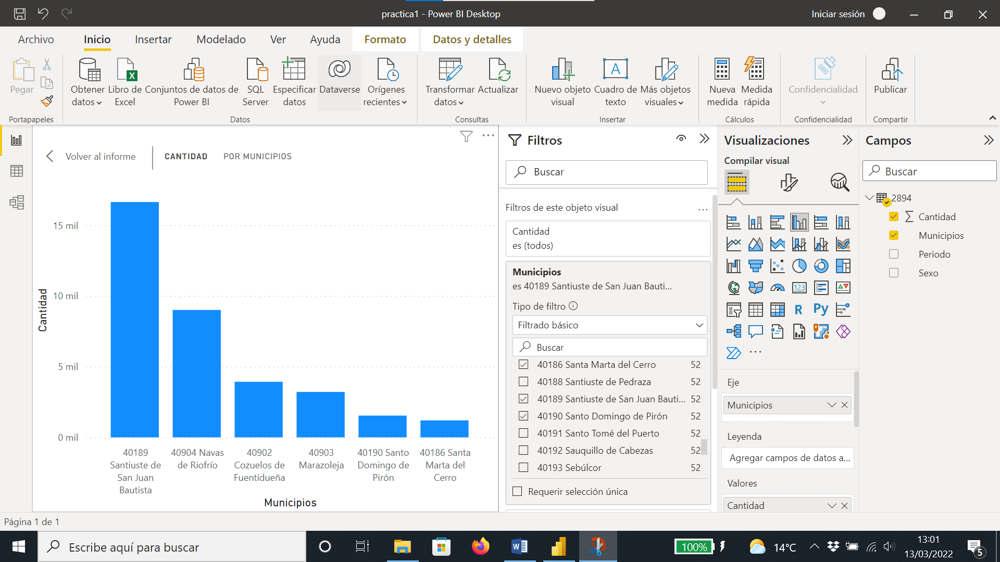 practica1 - Power BI Desktop
Iniciar sesión
Archivo
Inicio
Insertar
Modelado
Ver
Ayuda
Formato
Datos y detalles
Pegar
Obtener datos
Libro de Excel
Conjuntos de datos de Power BI
SQL Server
Especificar datos
Dataverse
Orígenes recientes
Transformar datos
Actualizar
Nuevo objeto visual
Cuadro de texto
Más objetos visuales
Nueva medida
Medida rápida
Confidencialidad
Publicar
Portapapeles
Datos
Consultas
Insertar
Cálculos
Confidencialidad
Compartir
Volver al informe
CANTIDAD
POR MUNICIPIOS
15 mil
10 mil
5 mil
0 mil
Cantidad
40189
Santiuste de
San Juan
Bautista
40904 Navas
de Riofrío
40902
Cozuelos de
Fuentidueña
40903
Marazoleja
40190 Santo
Domingo de
Pirón
40186 Santa
Marta del
Cerro
Municipios
Filtros
Buscar
Filtros de este objeto visual
...
Cantidad
es (todos)
Municipios
es 40189 Santiuste de San Juan Bauti...
Tipo de filtro
Filtrado básico
Buscar
40186 Santa Marta del Cerro 52
40188 Santiuste de Pedraza 52
40189 Santiuste de San Juan Bauti... 52
40190 Santo Domingo de Pirón 52
40191 Santo Tomé del Puerto 52
40192 Sauquillo de Cabezas 52
40193 Sebúlcor 52
Requerir selección única
Visualizaciones
Compilar visual
123
R
Py
...
Eje
Municipios
Leyenda
Agregar campos de datos a...
Valores
Cantidad
Campos
Buscar
2894
Cantidad
Municipios
Periodo
Sexo
Página 1 de 1
Escribe aquí para buscar
100%
14°C
13:01
13/03/2022
5